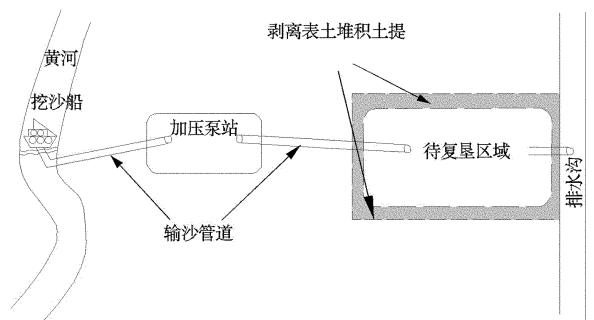 剥离表土堆积土提
黄河
挖沙船
加压泵站
待复垦区域
排水沟
输沙管道